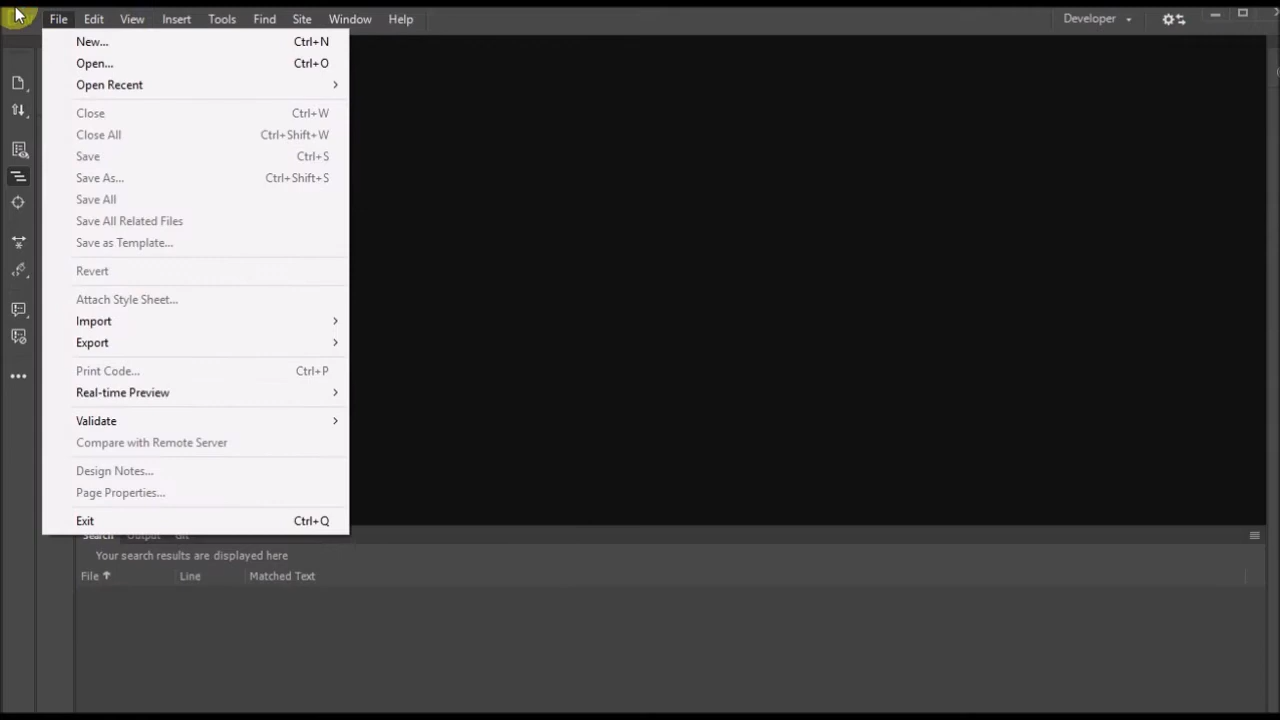 File Edit View Insert Tools Find Site Window Help Developer
New... Ctrl+N
Open... Ctrl+O
Open Recent
Close Ctrl+W
Close All Ctrl+Shift+W
Save Ctrl+S
Save As... Ctrl+Shift+S
Save All
Save All Related Files
Save as Template...
Revert
Attach Style Sheet...
Import
Export
Print Code... Ctrl+P
Real-time Preview
Validate
Compare with Remote Server
Design Notes...
Page Properties...
Exit Ctrl+Q
Search Output Git
Your search results are displayed here
File Line Matched Text